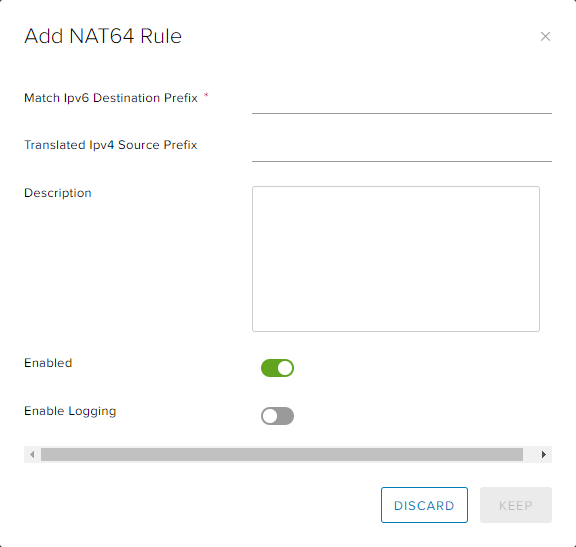 Add NAT64 Rule
Match Ipv6 Destination Prefix *
Translated Ipv4 Source Prefix
Description
Enabled
Enable Logging
DISCARD
KEEP